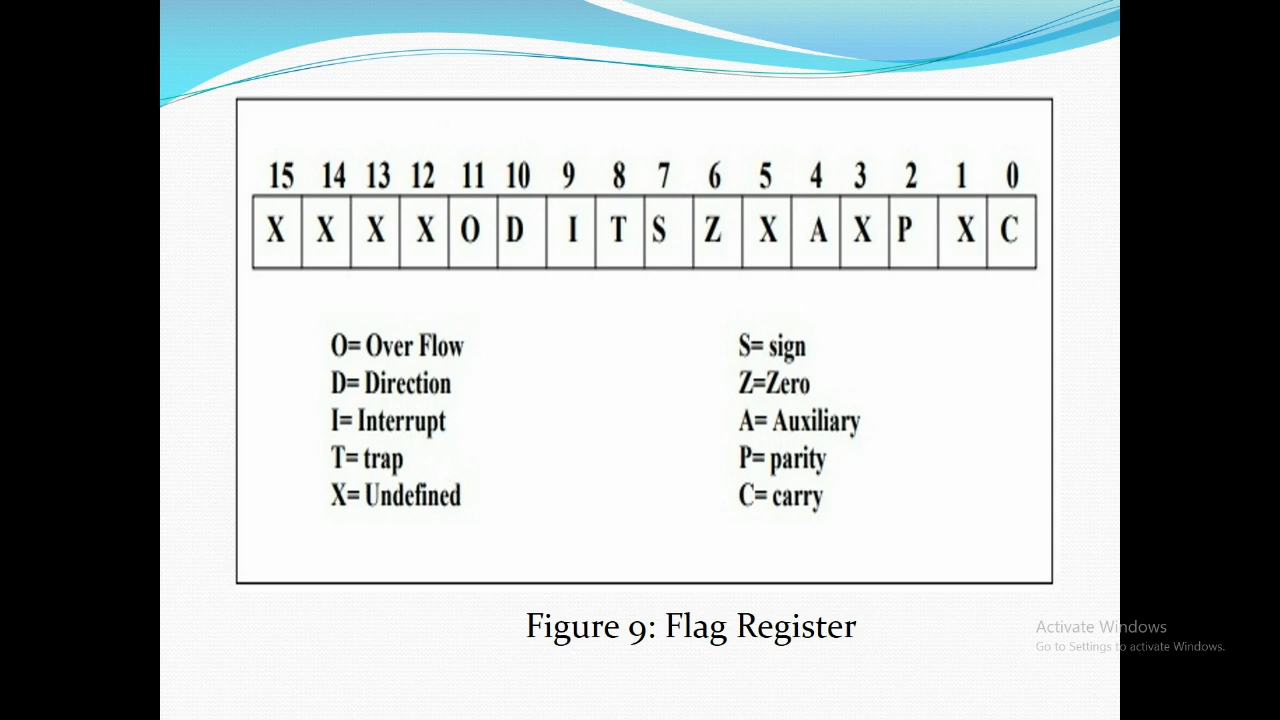 15 14 13 12 11 10 9 8 7 6 5 4 3 2 1 0
X X X X O D I T S Z X A X P X C
O= Over Flow
D= Direction
I= Interrupt
T= trap
X= Undefined
S= sign
Z=Zero
A= Auxiliary
P= parity
C= carry
Figure 9: Flag Register
Activate Windows
Go to Settings to activate Windows.